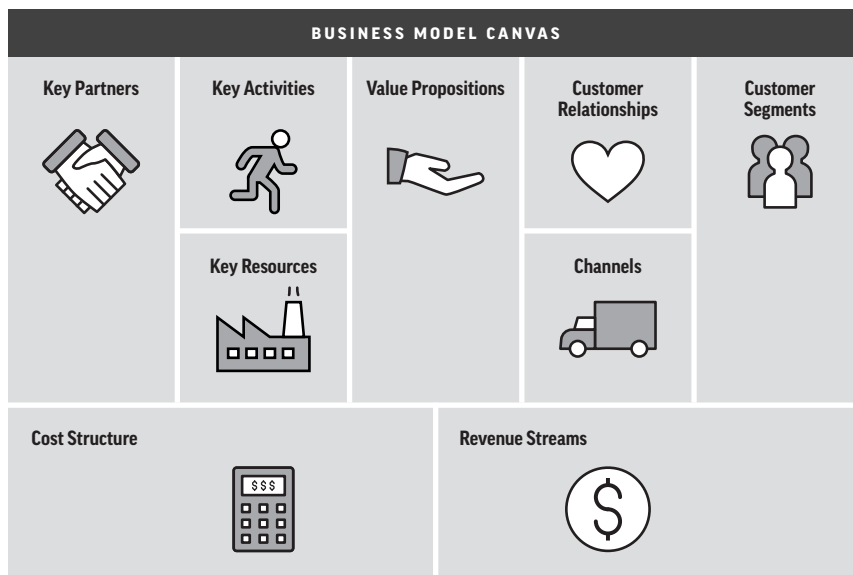 BUSINESS MODEL CANVAS
Key Partners
Key Activities
Value Propositions
Customer
Relationships
Customer
Segments
Key Resources
Channels
Cost Structure
$$$
Revenue Streams
$